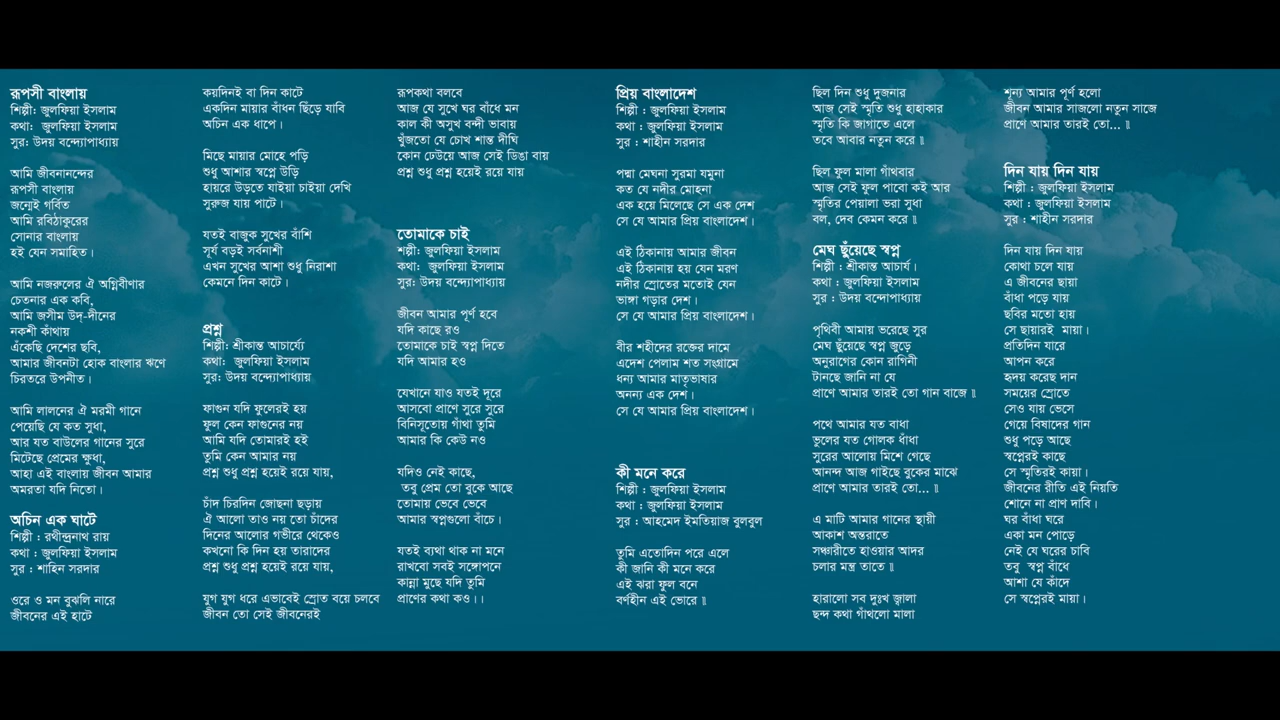 রূপসী বাংলায়
শিল্পী: জুলফিয়া ইসলাম
কথা: জুলফিয়া ইসলাম
সুর: উদয় বন্দ্যোপাধ্যায়
আমি জীবনানন্দের
রূপসী বাংলায়
জন্মেই গর্বিত
আমি রবিঠাকুরের
সোনার বাংলায়
হই যেন সমাহিত।
আমি নজরুলের ঐ অগ্নিবীণার
চেতনার এক কবি,
আমি জসীম উদ্-দীনের
নকশী কাঁথায়
এঁকেছি দেশের ছবি,
আমার জীবনটা হোক বাংলার ঋণে
চিরতরে উপনীত।
আমি লালনের ঐ মরমী গানে
পেয়েছি যে কত সুধা,
আর যত বাউলের গানের সুরে
মিটেছে প্রেমের ক্ষুধা,
আহা এই বাংলায় জীবন আমার
অমরতা যদি নিতো।
অচিন এক ঘাটে
শিল্পী : রথীন্দ্রনাথ রায়
কথা : জুলফিয়া ইসলাম
সুর : শাহিন সরদার
ওরে ও মন বুঝলি নারে
জীবনের এই হাটে
কয়দিনই বা দিন কাটে
একদিন মায়ার বাঁধন ছিঁড়ে যাবি
অচিন এক ধাপে।
মিছে মায়ার মোহে পড়ি
শুধু আশার স্বপ্নে উড়ি
হায়রে উড়তে যাইয়া চাইয়া দেখি
সুরুজ যায় পাটে।
যতই বাজুক সুখের বাঁশি
সূর্য বড়ই সর্বনাশী
এখন সুখের আশা শুধু নিরাশা
কেমনে দিন কাটে।
প্রশ্ন
শিল্পী: শ্রীকান্ত আচার্য্যে
কথা: জুলফিয়া ইসলাম
সুর: উদয় বন্দ্যোপাধ্যায়
ফাগুন যদি ফুলেরই হয়
ফুল কেন ফাগুনের নয়
আমি যদি তোমারই হই
তুমি কেন আমার নয়
প্রশ্ন শুধু প্রশ্ন হয়েই রয়ে যায়,
চাঁদ চিরদিন জোছনা ছড়ায়
ঐ আলো তাও নয় তো চাঁদের
দিনের আলোর গভীরে থেকেও
কখনো কি দিন হয় তারাদের
প্রশ্ন শুধু প্রশ্ন হয়েই রয়ে যায়,
যুগ যুগ ধরে এভাবেই স্রোত বয়ে চলবে
জীবন তো সেই জীবনেরই
রূপকথা বলবে
আজ যে সুখে ঘর বাঁধে মন
কাল কী অসুখ বন্দী ভাবায়
খুঁজতো যে চোখ শান্ত দীঘি
কোন ঢেউয়ে আজ সেই ডিঙা বায়
প্রশ্ন শুধু প্রশ্ন হয়েই রয়ে যায়
তোমাকে চাই
শল্পী: জুলফিয়া ইসলাম
কথা: জুলফিয়া ইসলাম
সুর: উদয় বন্দ্যোপাধ্যায়
জীবন আমার পূর্ণ হবে
যদি কাছে রও
তোমাকে চাই স্বপ্ন দিতে
যদি আমার হও
যেখানে যাও যতই দূরে
আসবো প্রাণে সুরে সুরে
বিনিসূতোয় গাঁথা তুমি
আমার কি কেউ নও
যদিও নেই কাছে,
তবু প্রেম তো বুকে আছে
তোমায় ভেবে ভেবে
আমার স্বপ্নগুলো বাঁচে।
যতই ব্যথা থাক না মনে
রাখবো সবই সঙ্গোপনে
কান্না মুছে যদি তুমি
প্রাণের কথা কও।।
প্রিয় বাংলাদেশ
শিল্পী : জুলফিয়া ইসলাম
কথা : জুলফিয়া ইসলাম
সুর : শাহীন সরদার
পদ্মা মেঘনা সুরমা যমুনা
কত যে নদীর মোহনা
এক হয়ে মিলেছে সে এক দেশ
সে যে আমার প্রিয় বাংলাদেশ।
এই ঠিকানায় আমার জীবন
এই ঠিকানায় হয় যেন মরণ
নদীর স্রোতের মতোই যেন
ভাঙ্গা গড়ার দেশ।
সে যে আমার প্রিয় বাংলাদেশ।
বীর শহীদের রক্তের দামে
এদেশ পেলাম শত সংগ্রামে
ধন্য আমার মাতৃভাষার
অনন্য এক দেশ।
সে যে আমার প্রিয় বাংলাদেশ।
কী মনে করে
শিল্পী : জুলফিয়া ইসলাম
কথা : জুলফিয়া ইসলাম
সুর : আহমেদ ইমতিয়াজ বুলবুল
তুমি এতোদিন পরে এলে
কী জানি কী মনে করে
এই ঝরা ফুল বনে
বর্ণহীন এই ভোরে॥
ছিল দিন শুধু দুজনার
আজ সেই স্মৃতি শুধু হাহাকার
স্মৃতি কি জাগাতে এলে
তবে আবার নতুন করে॥
ছিল ফুল মালা গাঁথবার
আজ সেই ফুল পাবো কই আর
স্মৃতির পেয়ালা ভরা সুধা
বল, দেব কেমন করে॥
মেঘ ছুঁয়েছে স্বপ্ন
শিল্পী : শ্রীকান্ত আচার্য।
কথা : জুলফিয়া ইসলাম
সুর : উদয় বন্দোপাধ্যায়
পৃথিবী আমায় ভরেছে সুর
মেঘ ছুঁয়েছে স্বপ্ন জুড়ে
অনুরাগের কোন রাগিনী
টানছে জানি না যে
প্রাণে আমার তারই তো গান বাজে॥
পথে আমার যত বাধা
ভুলের যত গোলক ধাঁধা
সুরের আলোয় মিশে গেছে
আনন্দ আজ গাইছে বুকের মাঝে
প্রাণে আমার তারই তো...॥
এ মাটি আমার গানের স্থায়ী
আকাশ অন্তরাতে
সঞ্চারীতে হাওয়ার আদর
চলার মন্ত্র তাতে॥
হারালো সব দুঃখ জ্বালা
ছন্দ কথা গাঁথলো মালা
শূন্য আমার পূর্ণ হলো
জীবন আমার সাজলো নতুন সাজে
প্রাণে আমার তারই তো...॥
দিন যায় দিন যায়
শিল্পী : জুলফিয়া ইসলাম
কথা : জুলফিয়া ইসলাম
সুর : শাহীন সরদার
দিন যায় দিন যায়
কোথা চলে যায়
এ জীবনের ছায়া
বাঁধা পড়ে যায়
ছবির মতো হায়
সে ছায়ারই মায়া।
প্রতিদিন যারে
আপন করে
হৃদয় করেছ দান
সময়ের স্রোতে
সেও যায় ভেসে
গেয়ে বিষাদের গান
শুধু পড়ে আছে
স্বপ্নেরই কাছে
সে স্মৃতিরই কায়া।
জীবনের রীতি এই নিয়তি
শোনে না প্রাণ দাবি।
ঘর বাঁধা ঘরে
একা মন পোড়ে
নেই যে ঘরের চাবি
তবু স্বপ্ন বাঁধে
আশা যে কাঁদে
সে স্বপ্নেরই মায়া।